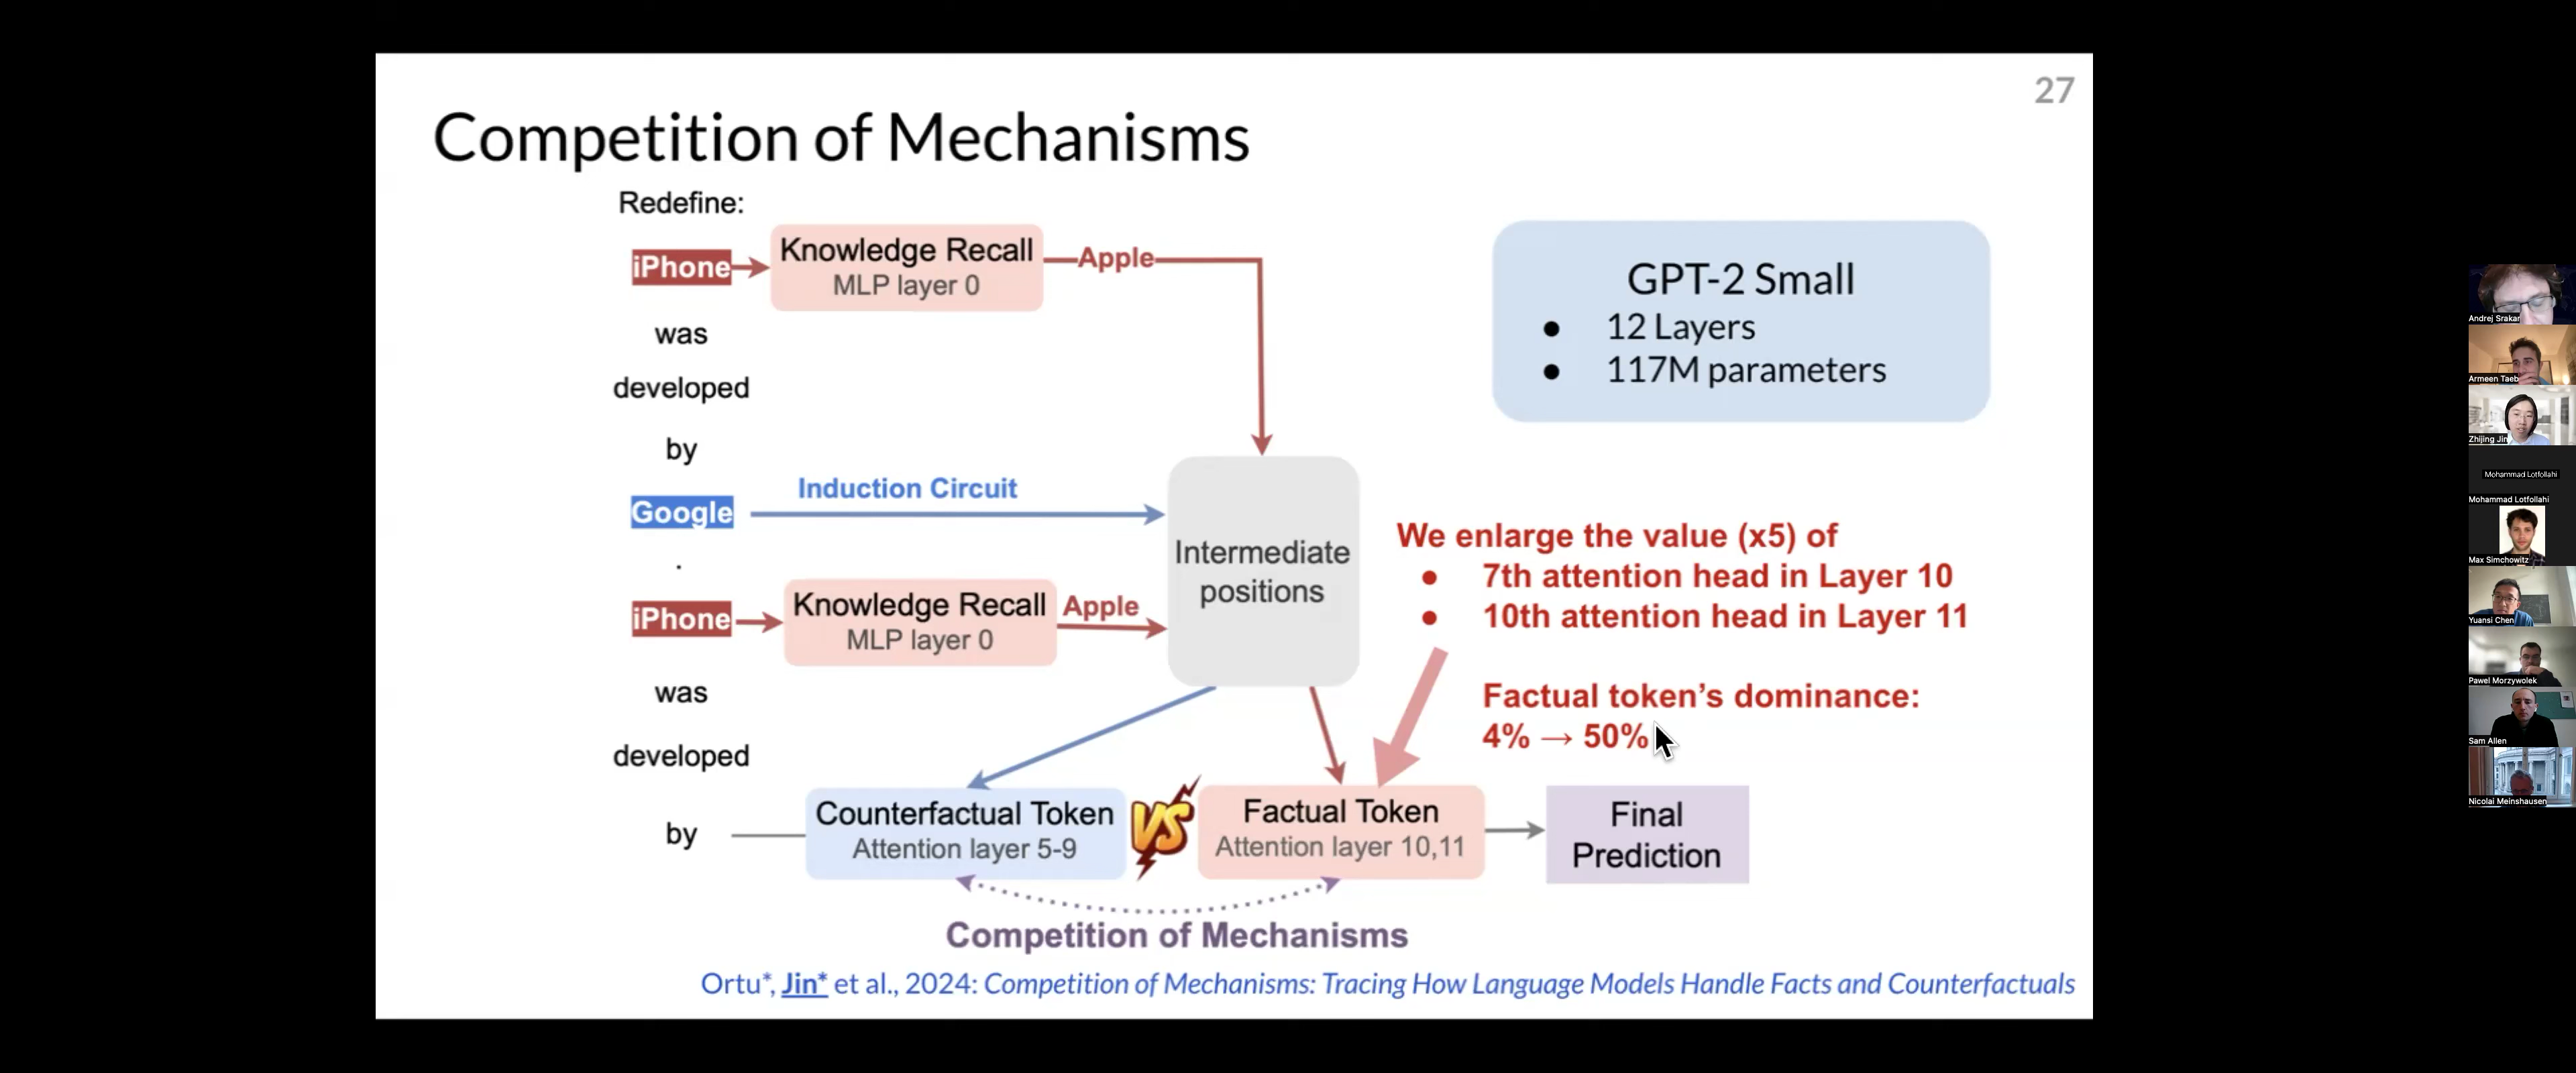 27
Competition of Mechanisms
Redefine:
iPhone
Knowledge Recall
MLP layer 0
Apple
was
developed
by
Google
Induction Circuit
.
iPhone
Knowledge Recall
MLP layer 0
Apple
Intermediate
positions
was
developed
by
Counterfactual Token
Attention layer 5-9
VS
Factual Token
Attention layer 10,11
Final
Prediction
Competition of Mechanisms
GPT-2 Small
● 12 Layers
● 117M parameters
We enlarge the value (x5) of
● 7th attention head in Layer 10
● 10th attention head in Layer 11
Factual token’s dominance:
4% → 50%
Ortu*, Jin* et al., 2024: Competition of Mechanisms: Tracing How Language Models Handle Facts and Counterfactuals
Andrej Srakar
Armeen Taeb
Zhijing Jin
Mohammad Lotfollahi
Mohammad Lotfollahi
Max Simchowitz
Yuansi Chen
Pawel Morzywolek
Sam Allen
Nicolai Meinshausen